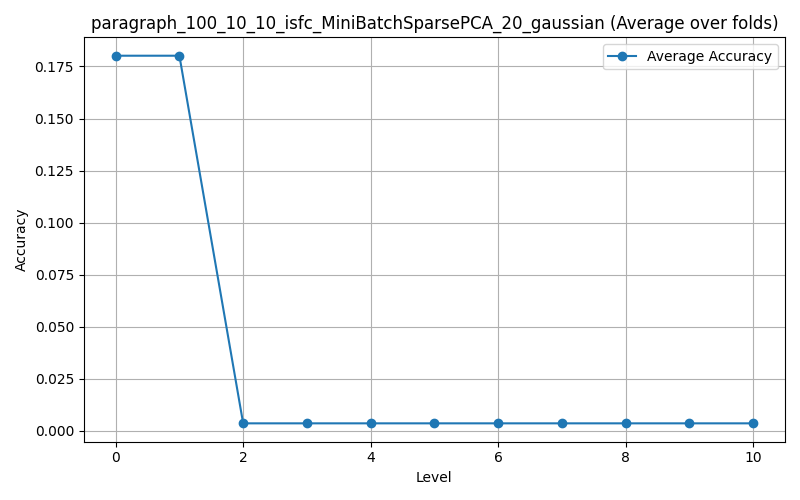 paragraph_100_10_10_isfc_MiniBatchSparsePCA_20_gaussian (Average over folds)
Average Accuracy
0.175
0.150
0.125
0.100
0.075
0.050
0.025
0.000
Accuracy
0 2 4 6 8 10
Level